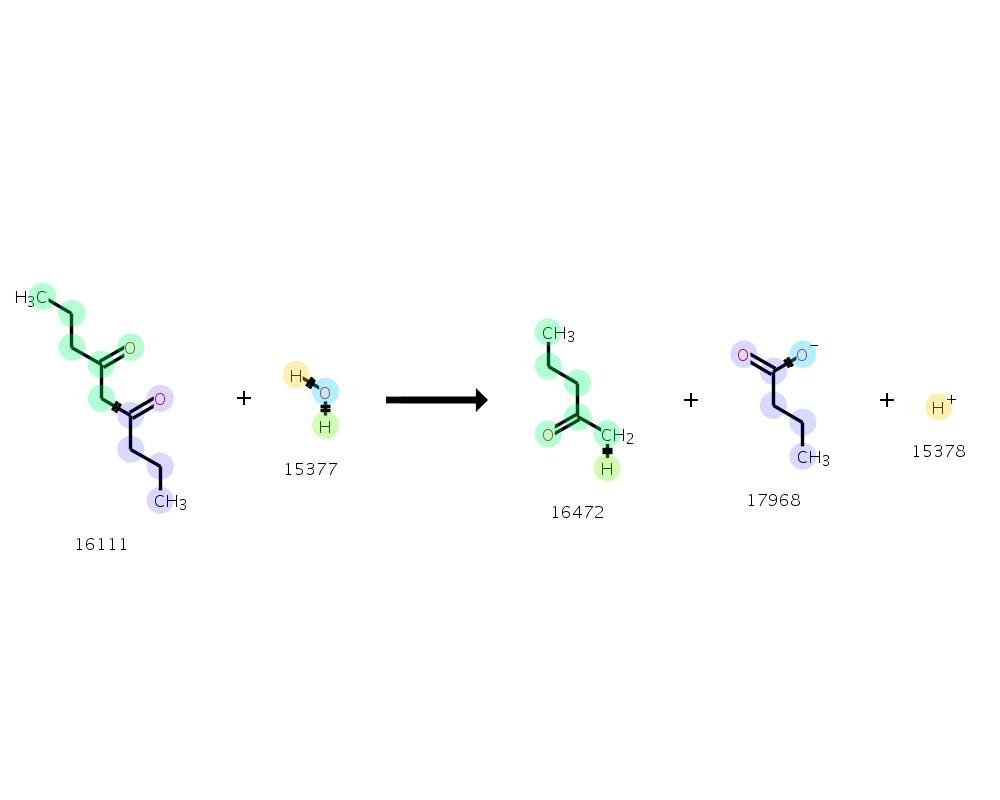 H3C
O
O
CH3
16111
+
H
O
H
15377
CH3
O
CH2
H
16472
+
O
O−
CH3
17968
+
H+
15378